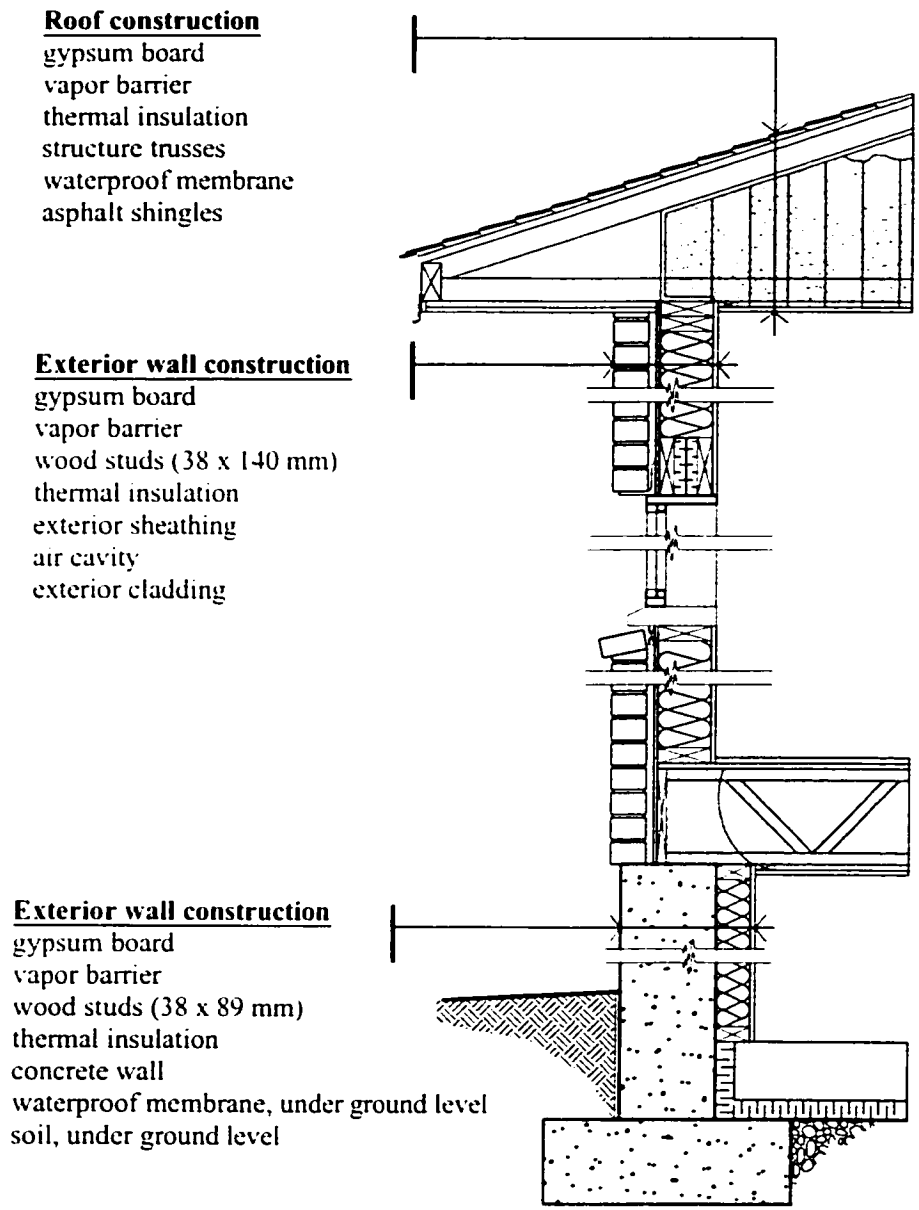 Roof construction
gypsum board
vapor barrier
thermal insulation
structure trusses
waterproof membrane
asphalt shingles
Exterior wall construction
gypsum board
vapor barrier
wood studs (38 x 140 mm)
thermal insulation
exterior sheathing
air cavity
exterior cladding
Exterior wall construction
gypsum board
vapor barrier
wood studs (38 x 89 mm)
thermal insulation
concrete wall
waterproof membrane, under ground level
soil, under ground level